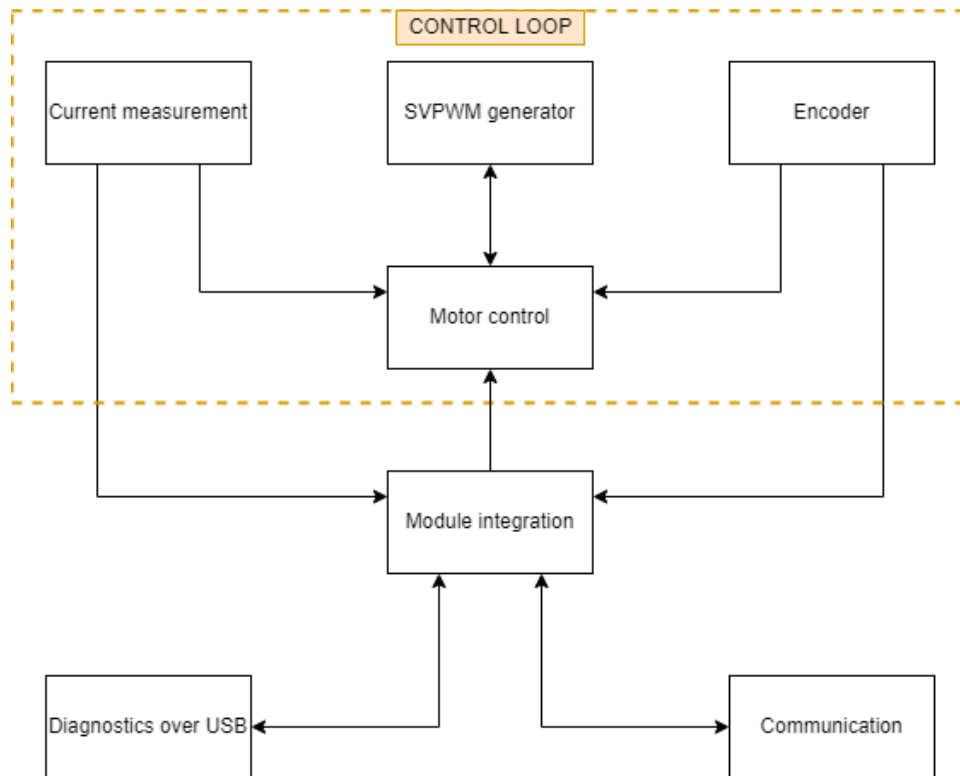 CONTROL LOOP
Current measurement
SVPWM generator
Encoder
Motor control
Module integration
Diagnostics over USB
Communication